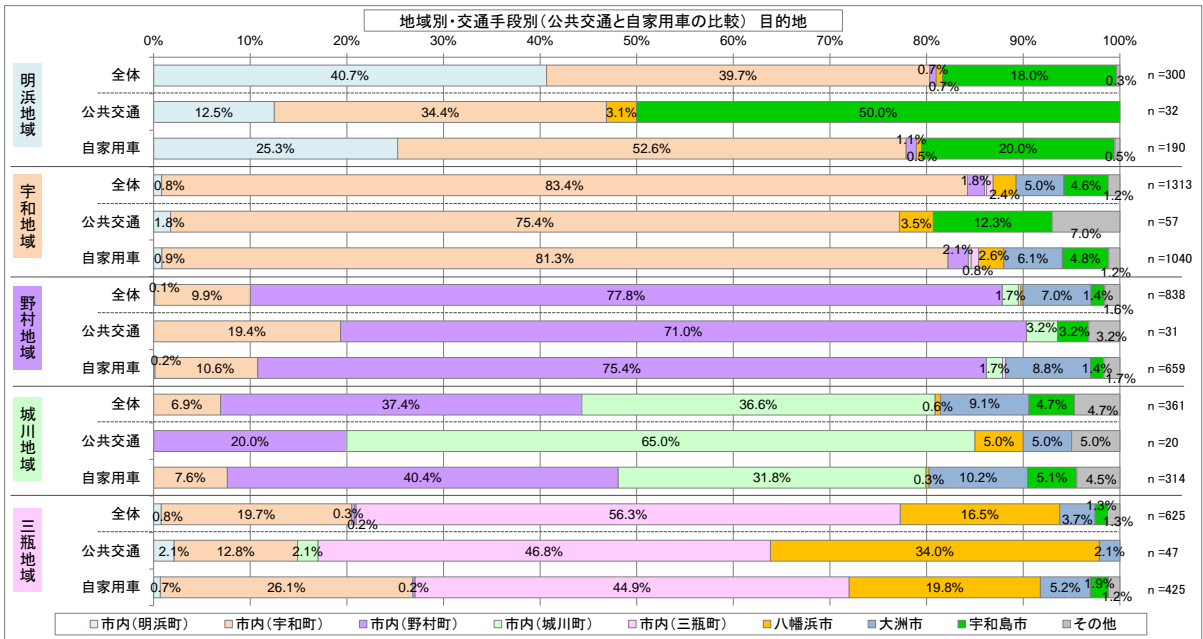 地域別・交通手段別(公共交通と自家用車の比較) 目的地
0% 10% 20% 30% 40% 50% 60% 70% 80% 90% 100%
明浜地域
全体 40.7% 39.7% 0.7% 0.7% 18.0% 0.3% n =300
公共交通 12.5% 34.4% 3.1% 50.0% n =32
自家用車 25.3% 52.6% 1.1% 0.5% 20.0% 0.5% n =190
宇和地域
全体 0.8% 83.4% 1.8% 2.4% 5.0% 4.6% 1.2% n =1313
公共交通 1.8% 75.4% 3.5% 12.3% 7.0% n =57
自家用車 0.9% 81.3% 2.1% 0.8% 2.6% 6.1% 4.8% 1.2% n =1040
野村地域
全体 0.1% 9.9% 77.8% 1.7% 7.0% 1.4% 1.6% n =838
公共交通 19.4% 71.0% 3.2% 3.2% 3.2% n =31
自家用車 0.2% 10.6% 75.4% 1.7% 8.8% 1.4% 1.7% n =659
城川地域
全体 6.9% 37.4% 36.6% 0.6% 9.1% 4.7% 4.7% n =361
公共交通 20.0% 65.0% 5.0% 5.0% 5.0% n =20
自家用車 7.6% 40.4% 31.8% 0.3% 10.2% 5.1% 4.5% n =314
三瓶地域
全体 0.8% 19.7% 0.3% 0.2% 56.3% 16.5% 3.7% 1.3% 1.3% n =625
公共交通 2.1% 12.8% 2.1% 46.8% 34.0% 2.1% n =47
自家用車 0.7% 26.1% 0.2% 44.9% 19.8% 5.2% 1.9% 1.2% n =425
市内(明浜町) 市内(宇和町) 市内(野村町) 市内(城川町) 市内(三瓶町) 八幡浜市 大洲市 宇和島市 その他